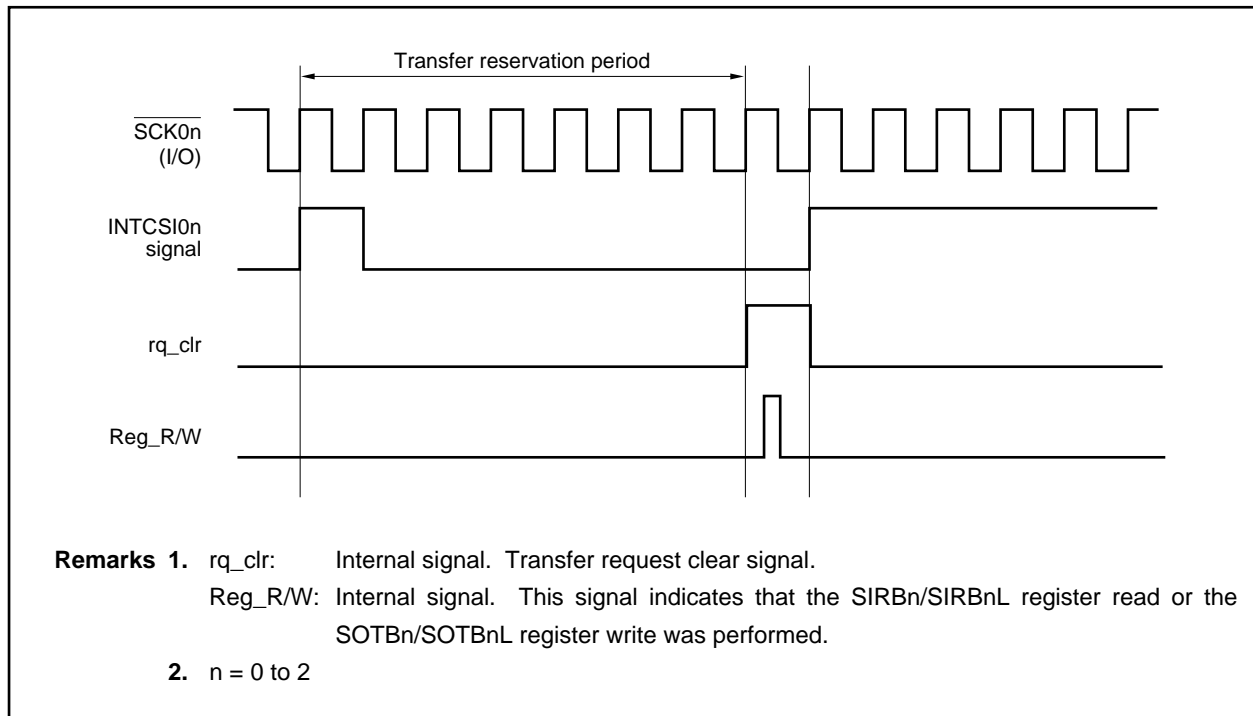 Transfer reservation period
SCK0n
(I/O)
INTCSI0n
signal
rq_clr
Reg_R/W
Remarks 1. rq_clr: Internal signal. Transfer request clear signal.
Reg_R/W: Internal signal. This signal indicates that the SIRBn/SIRBnL register read or the
SOTBn/SOTBnL register write was performed.
2. n = 0 to 2